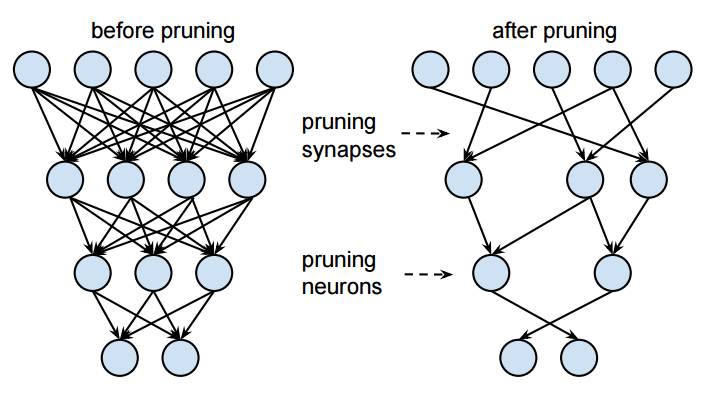 before pruning
after pruning
pruning
synapses
pruning
neurons